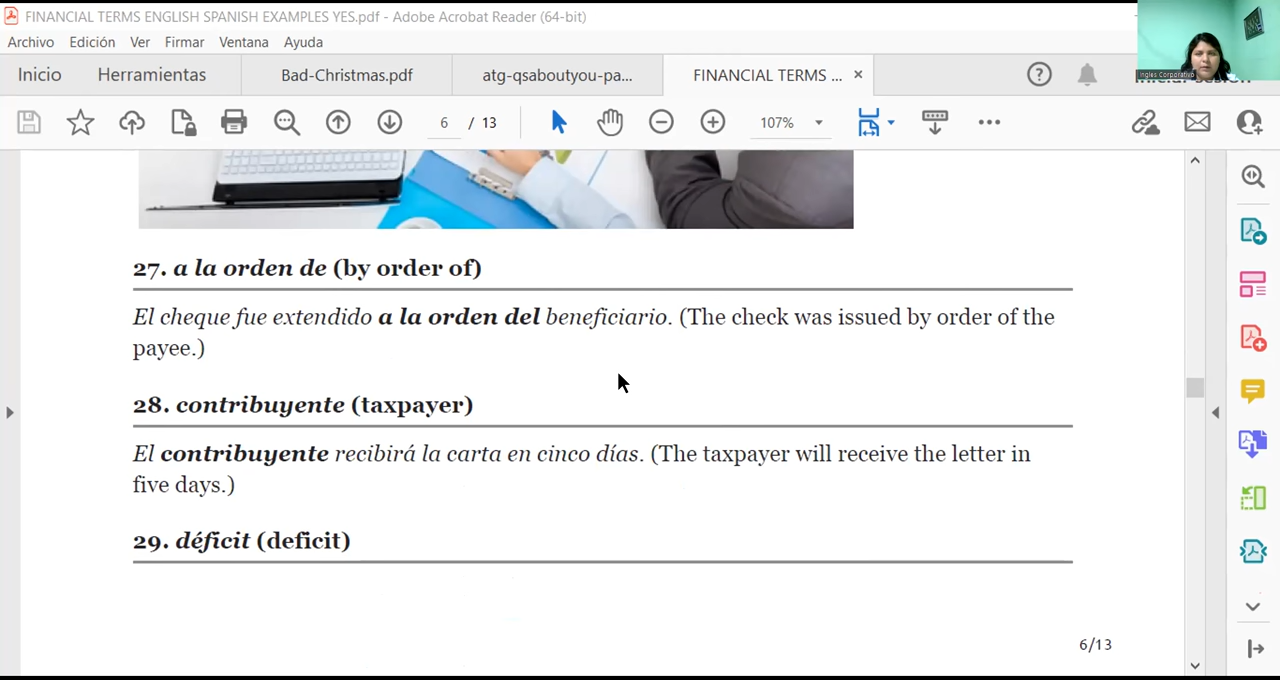 FINANCIAL TERMS ENGLISH SPANISH EXAMPLES YES.pdf - Adobe Acrobat Reader (64-bit)
Archivo Edición Ver Firmar Ventana Ayuda
Inicio Herramientas Bad-Christmas.pdf atg-qsaboutyou-pa... FINANCIAL TERMS ... ×
Ingles Corporativo
6 / 13 107%
27. a la orden de (by order of)
El cheque fue extendido a la orden del beneficiario. (The check was issued by order of the
payee.)
28. contribuyente (taxpayer)
El contribuyente recibirá la carta en cinco días. (The taxpayer will receive the letter in
five days.)
29. déficit (deficit)
6/13